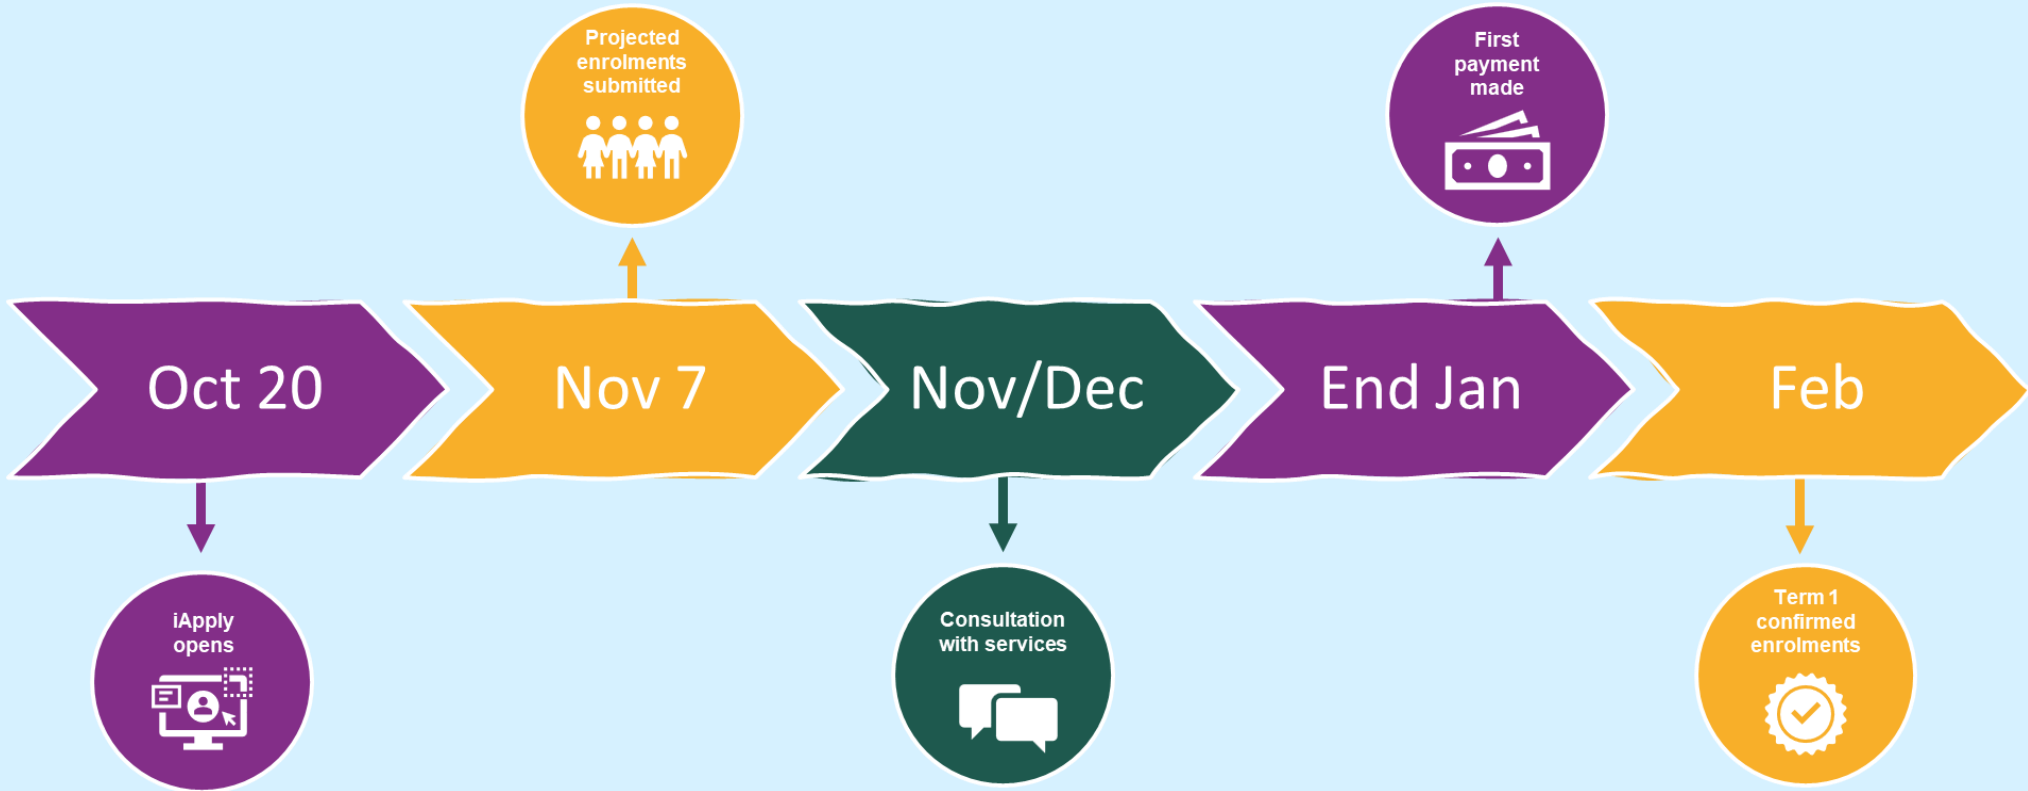 Projected
enrolments
submitted
First
payment
made
Oct 20
Nov 7
Nov/Dec
End Jan
Feb
iApply
opens
Consultation
with services
Term 1
confirmed
enrolments